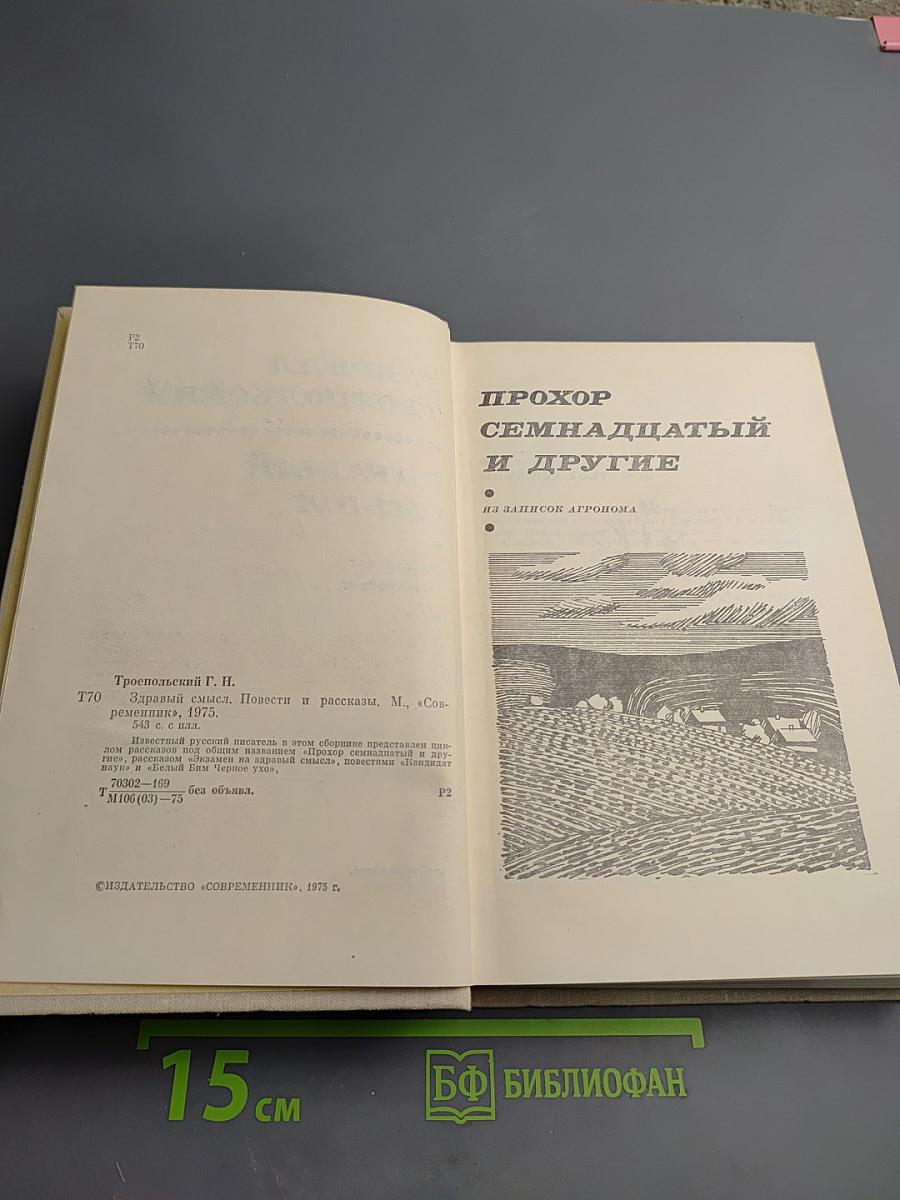 Р2
Т70
Троепольский Г. Н.
Т70 Здравый смысл. Повести и рассказы. М., «Сов-
ременник», 1975.
543 с. с илл.
Известный русский писатель в этом сборнике представлен цик-
лом рассказов под общим названием «Прохор семнадцатый и дру-
гие», рассказом «Экзамен на здравый смысл», повестями «Кандидат
наук» и «Белый Бим Черное ухо».
Т 70302—169
М106(03)—75 без объявл. Р2
©ИЗДАТЕЛЬСТВО «СОВРЕМЕННИК», 1975 г.
ПРОХОР
СЕМНАДЦАТЫЙ
И ДРУГИЕ
ИЗ ЗАПИСОК АГРОНОМА
15 см
БФ БИБЛИОФАН